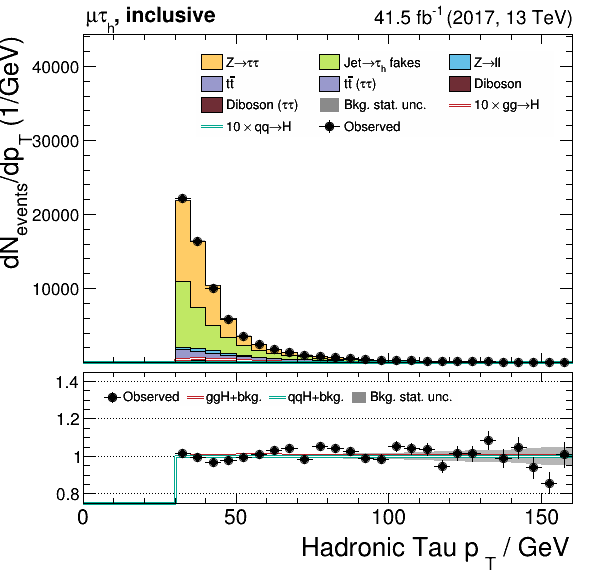 μτh, inclusive 41.5 fb-1 (2017, 13 TeV)
dNevents/dpT (1/GeV)
40000
30000
20000
10000
Z→ττ Jet→τh fakes Z→ll
tt̄ tt̄ (ττ) Diboson
Diboson (ττ) Bkg. stat. unc. 10 × gg→H
10 × qq→H Observed
1.4
1.2
1
0.8
Observed ggH+bkg. qqH+bkg. Bkg. stat. unc.
0 50 100 150
Hadronic Tau pT / GeV